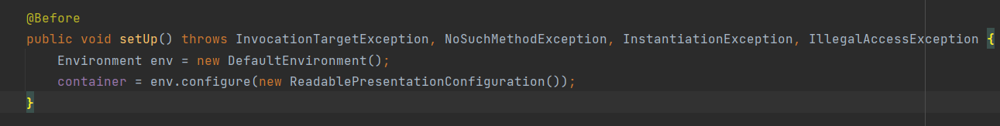 @Before
public void setUp() throws InvocationTargetException, NoSuchMethodException, InstantiationException, IllegalAccessException {
    Environment env = new DefaultEnvironment();
    container = env.configure(new ReadablePresentationConfiguration());
}